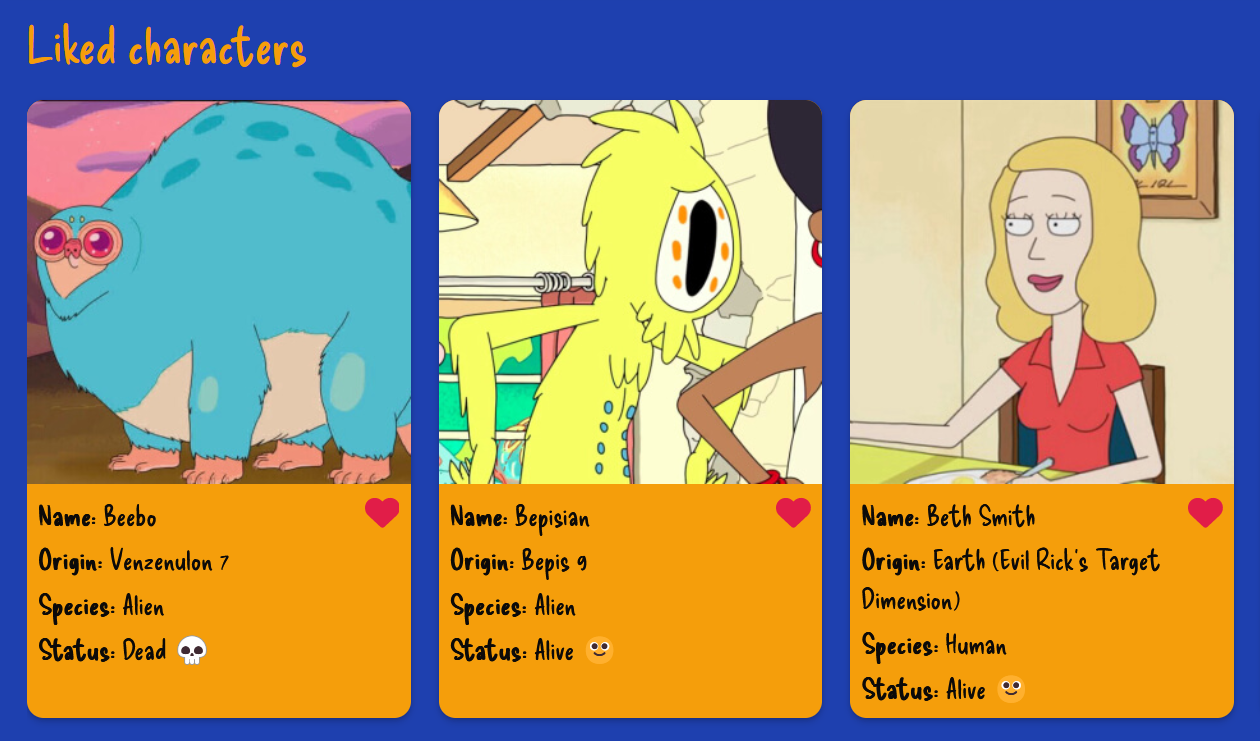 Liked characters
Name: Beebo
Origin: Venzenulon 7
Species: Alien
Status: Dead 💀
Name: Bepisian
Origin: Bepis 9
Species: Alien
Status: Alive 🙂
Name: Beth Smith
Origin: Earth (Evil Rick's Target
Dimension)
Species: Human
Status: Alive 🙂